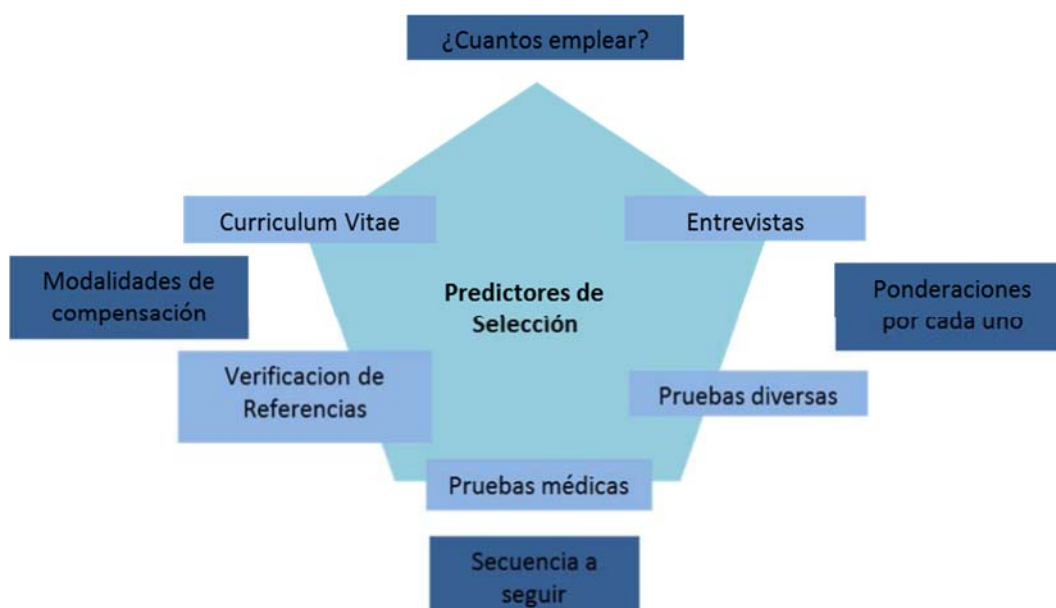 ¿Cuantos emplear?
Curriculum Vitae
Entrevistas
Modalidades de
compensación
Predictores de
Selección
Ponderaciones
por cada uno
Verificacion de
Referencias
Pruebas diversas
Pruebas médicas
Secuencia a
seguir